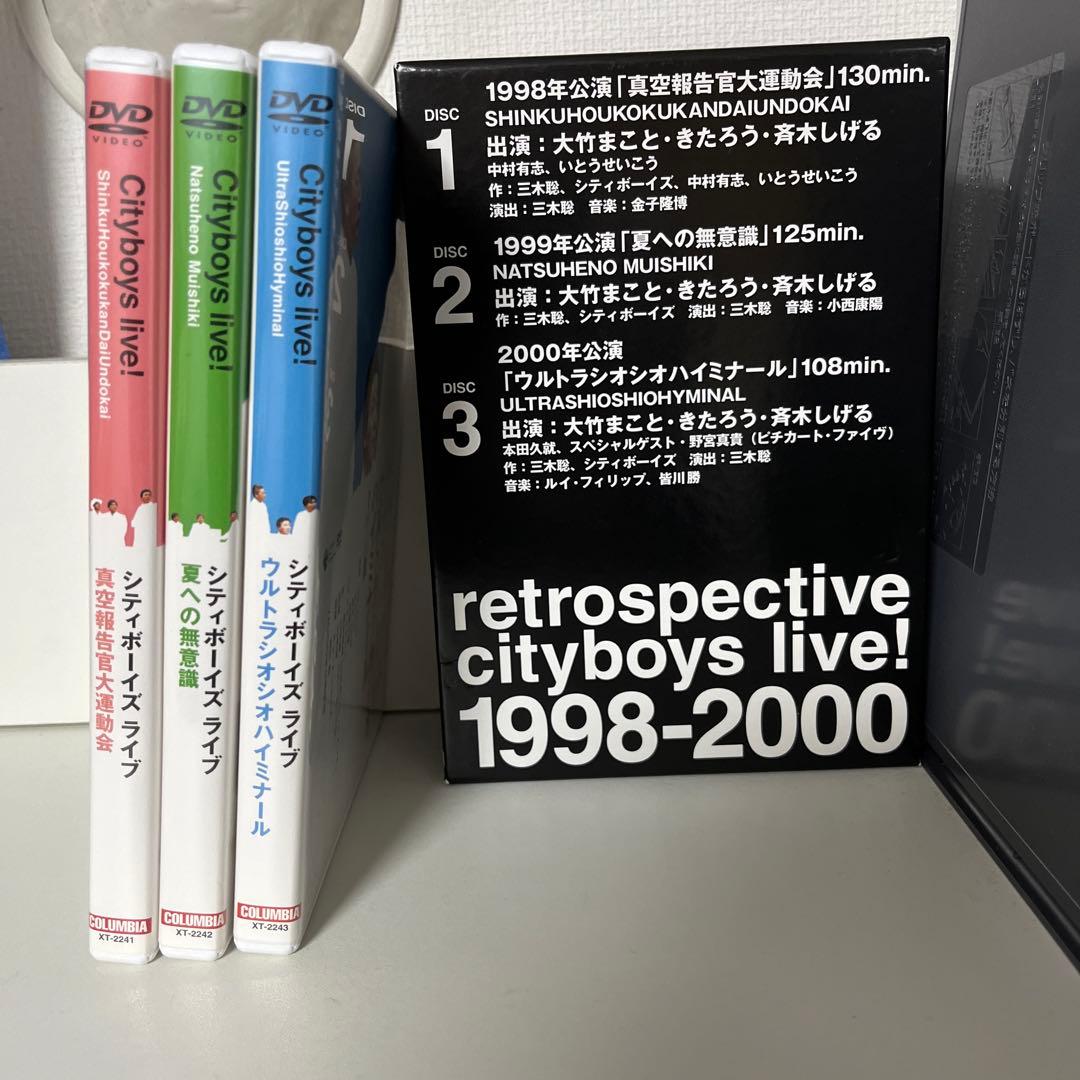 DVD
VIDEO
Cityboys live!
ShinkuHoukokukanDaiUndokai
シティボーイズ ライブ
真空報告官大運動会
COLUMBIA
XT-2241
DVD
VIDEO
Cityboys live!
Natsuheno Muishiki
シティボーイズ ライブ
夏への無意識
COLUMBIA
XT-2242
DVD
VIDEO
Cityboys live!
UltraShioshioHyminal
シティボーイズ ライブ
ウルトラシオシオハイミナール
COLUMBIA
XT-2243
DISC
1
1998年公演「真空報告官大運動会」130min.
SHINKUHOUKOKUKANDAIUNDOKAI
出演：大竹まこと・きたろう・斉木しげる
中村有志、いとうせいこう
作：三木聡、シティボーイズ、中村有志、いとうせいこう
演出：三木聡 音楽：金子隆博
DISC
2
1999年公演「夏への無意識」125min.
NATSUHENO MUISHIKI
出演：大竹まこと・きたろう・斉木しげる
作：三木聡、シティボーイズ 演出：三木聡 音楽：小西康陽
DISC
3
2000年公演
「ウルトラシオシオハイミナール」108min.
ULTRASHIOSHIOHYMINAL
出演：大竹まこと・きたろう・斉木しげる
本田久就、スペシャルゲスト・野宮真貴（ピチカート・ファイヴ）
作：三木聡、シティボーイズ 演出：三木聡
音楽：ルイ・フィリップ、皆川勝
retrospective
cityboys live!
1998-2000